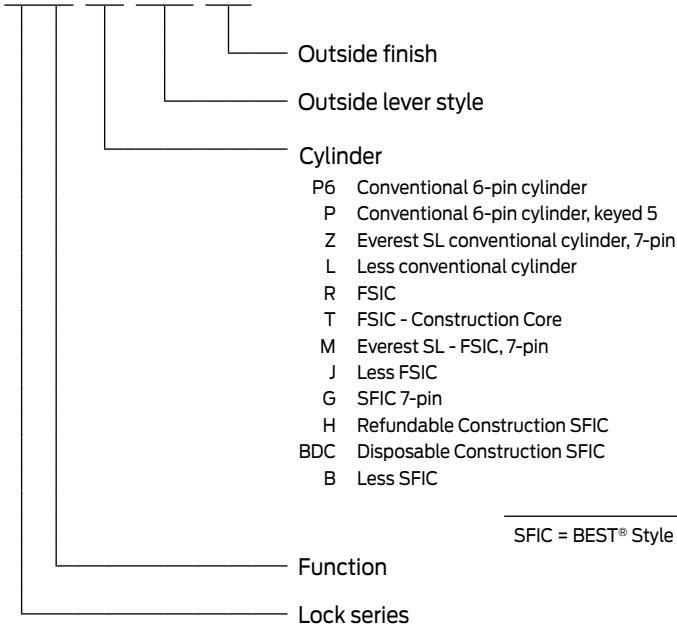 Outside finish
Outside lever style
Cylinder
P6 Conventional 6-pin cylinder
P Conventional 6-pin cylinder, keyed 5
Z Everest SL conventional cylinder, 7-pin
L Less conventional cylinder
R FSIC
T FSIC - Construction Core
M Everest SL - FSIC, 7-pin
J Less FSIC
G SFIC 7-pin
H Refundable Construction SFIC
BDC Disposable Construction SFIC
B Less SFIC
SFIC = BEST® Style
Function
Lock series